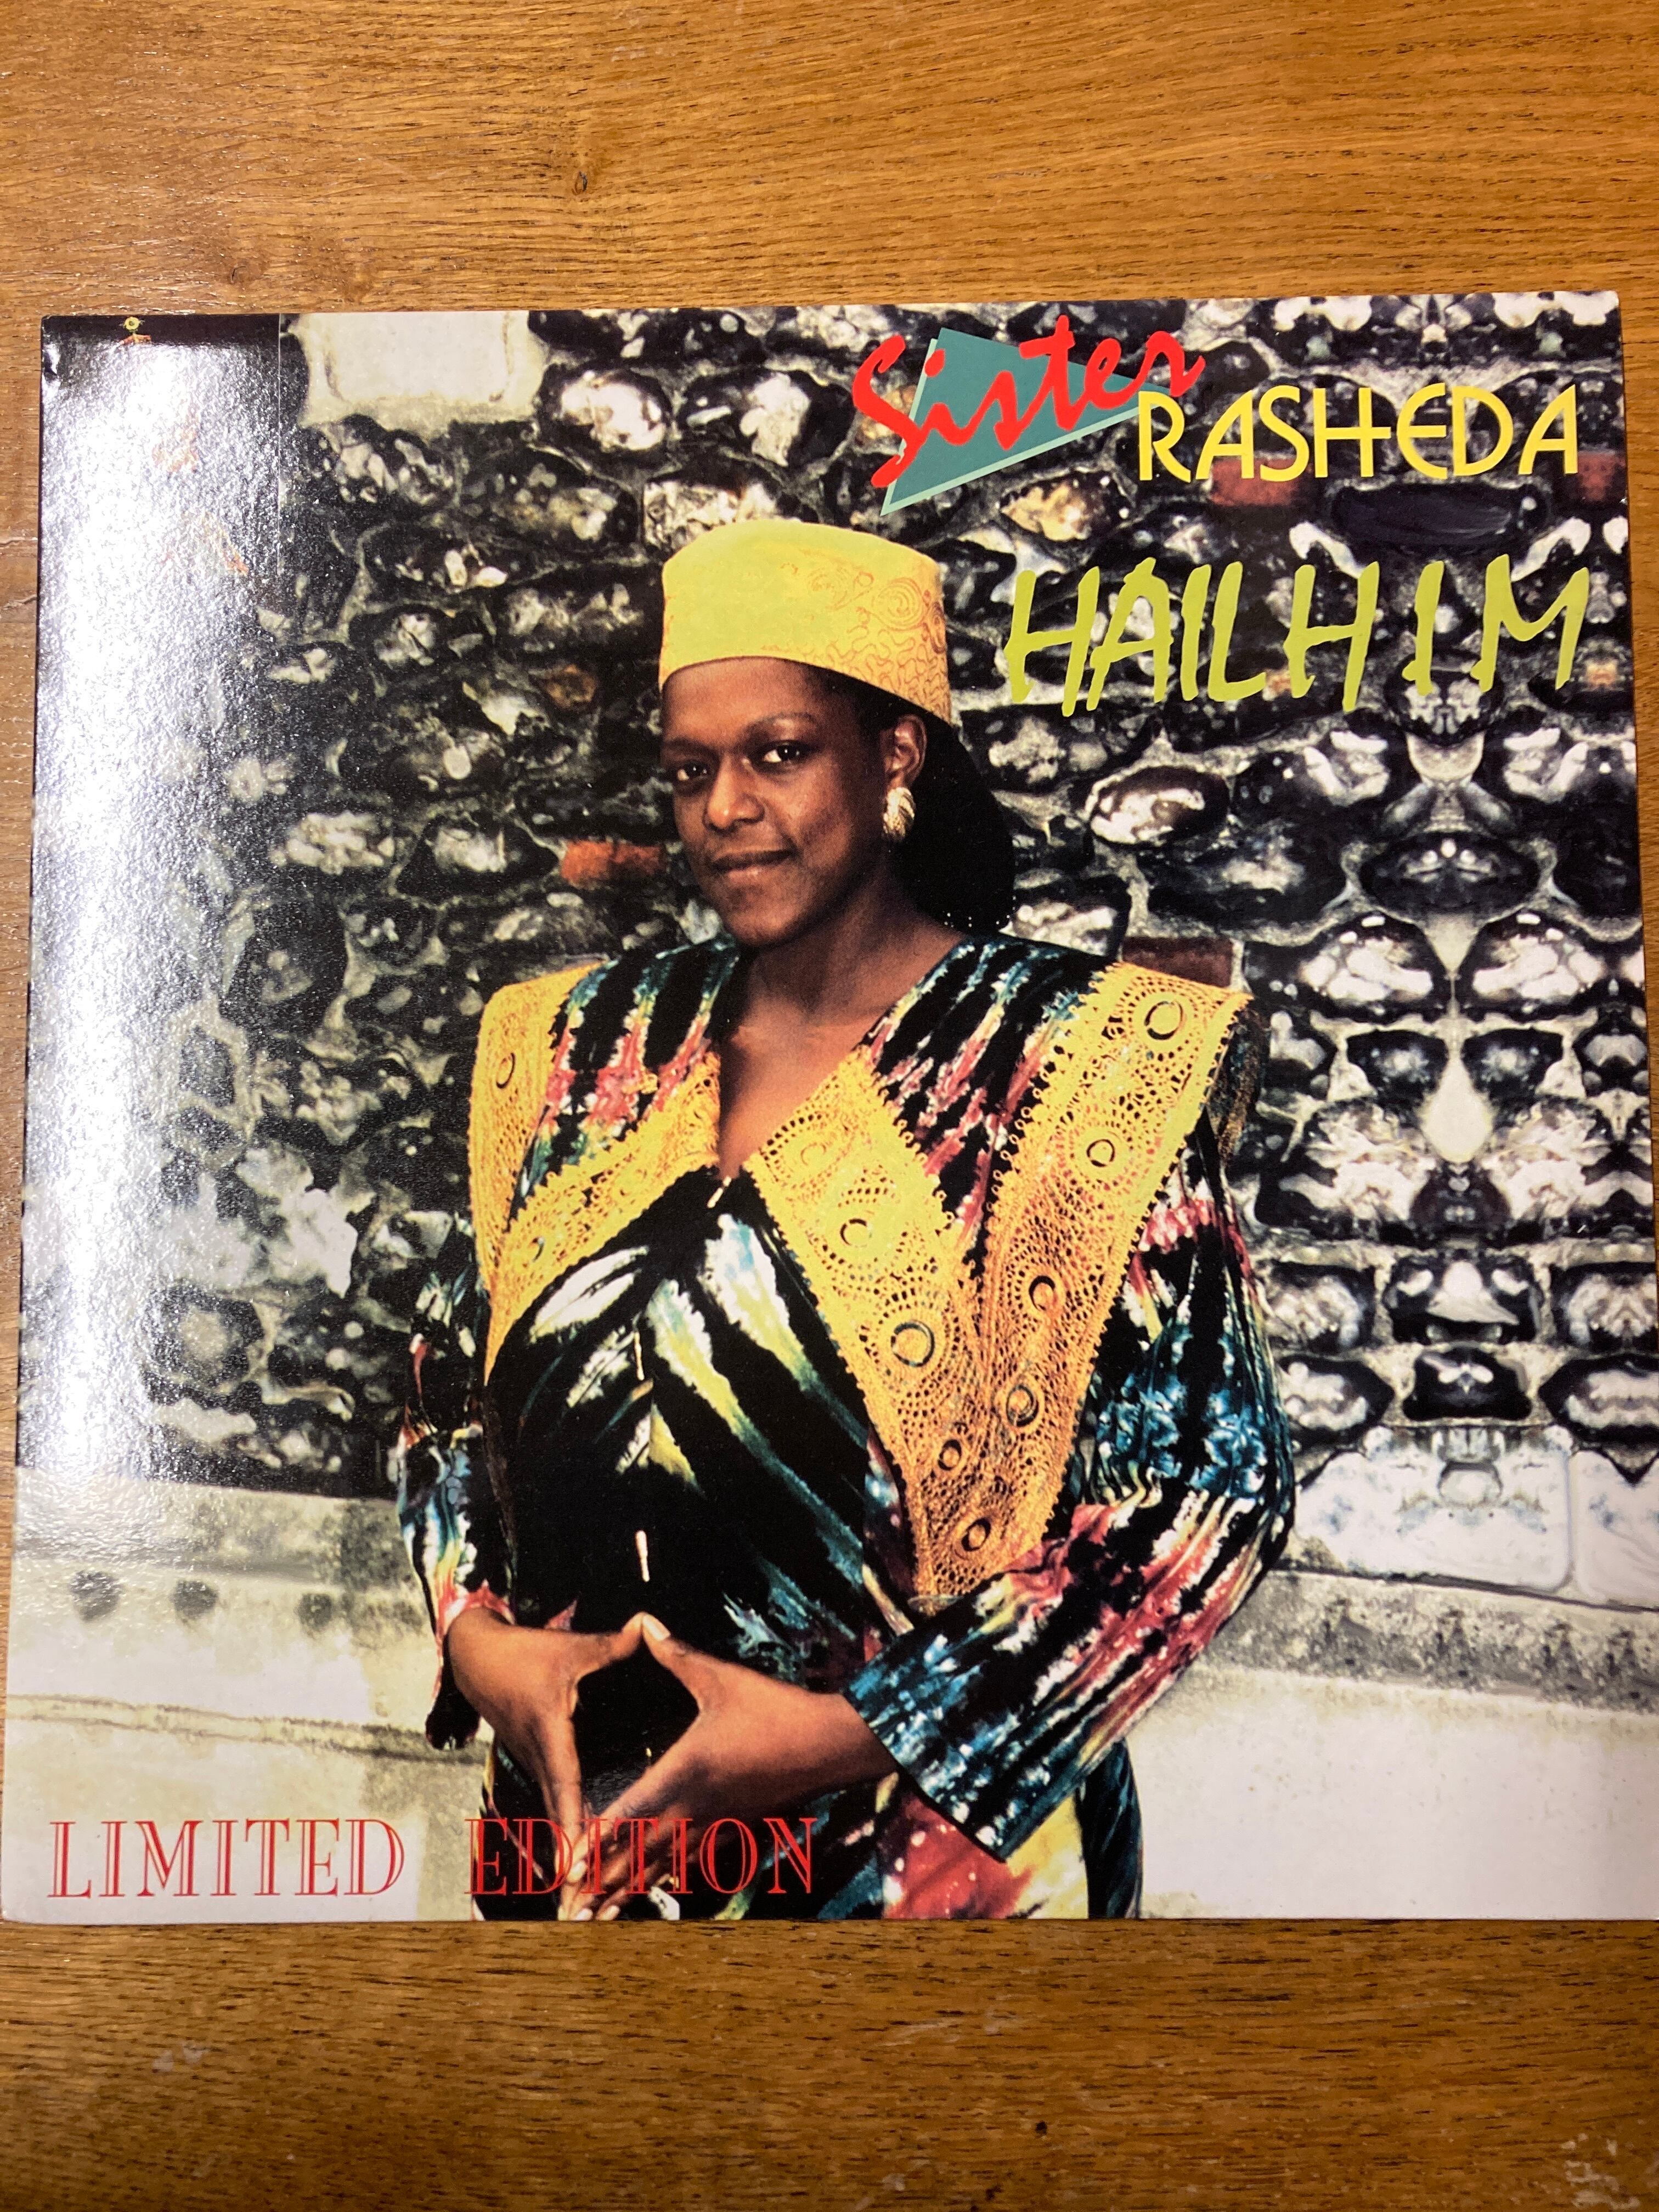 Sister
RASHEDA
HAIL H I M
LIMITED EDITION